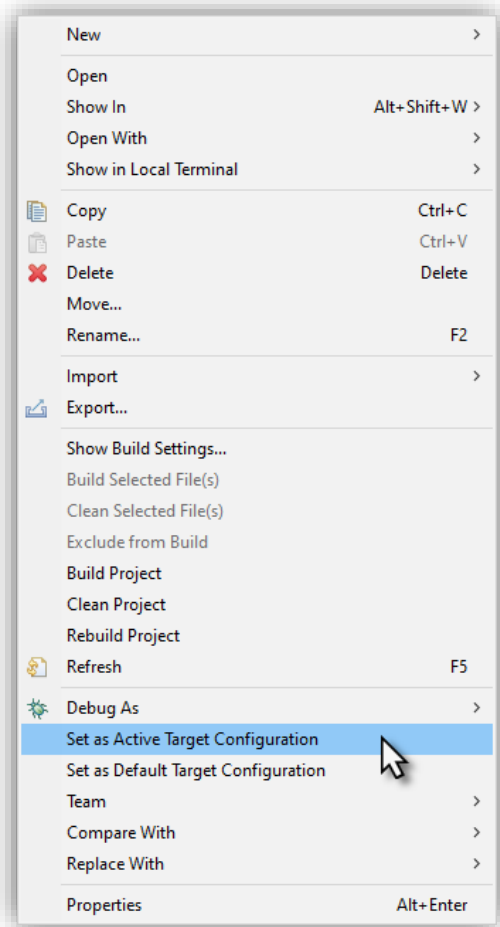 New
Open
Show In Alt+Shift+W
Open With
Show in Local Terminal
Copy Ctrl+C
Paste Ctrl+V
Delete Delete
Move...
Rename... F2
Import
Export...
Show Build Settings...
Build Selected File(s)
Clean Selected File(s)
Exclude from Build
Build Project
Clean Project
Rebuild Project
Refresh F5
Debug As
Set as Active Target Configuration
Set as Default Target Configuration
Team
Compare With
Replace With
Properties Alt+Enter